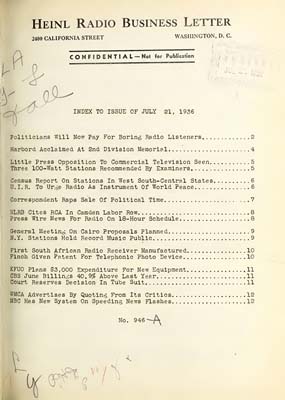 HEINL RADIO BUSINESS LETTER
2400 CALIFORNIA STREET WASHINGTON, D. C.
CONFIDENTIAL—Not for Publication
INDEX TO ISSUE OF JULY 21, 1936
Politicians Will Now Pay For Boring Radio Listeners............2
Harbord Acclaimed At 2nd Division Memorial.....................4
Little Press Opposition To Commercial Television Seen..........5
Three 100-Watt Stations Recommended By Examiners...............5
Census Report On Stations In West South-Central States.........6
U.I.R. To Urge Radio As Instrument Of World Peace..............6
Correspondent Raps Sale Of Political Time......................7
NLRB Cites RCA In Camden Labor Row.............................8
Press Wire News For Radio On 18-Hour Schedule..................8
General Meeting On Cairo Proposals Planned.....................9
N.Y. Stations Hold Record Music Public.........................9
First South African Radio Receiver Manufactured................10
Finch Given Patent For Telephonic Photo Device.................10
KFUO Plans $3,000 Expenditure For New Equipment................11
CBS June Billings 40.9% Above Last Year........................11
Court Reserves Decision In Tube Suit...........................11
WMCA Advertises By Quoting From Its Critics....................12
NBC Has New System On Speeding News Flashes....................12
No. 946-A